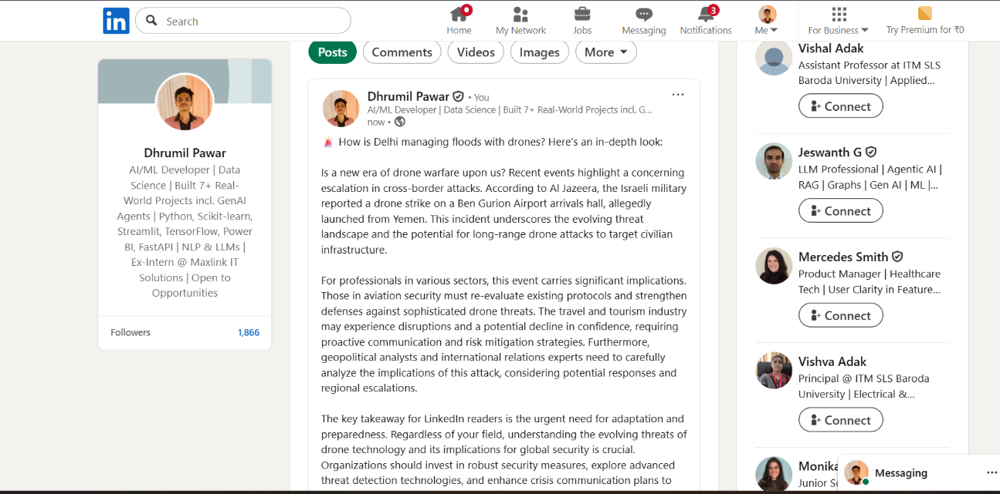 in
Search
Home
My Network
Jobs
Messaging
3
Notifications
Me
For Business
Try Premium for ₹0
Dhrumil Pawar
AI/ML Developer | Data
Science | Built 7+ Real-
World Projects incl. GenAI
Agents | Python, Scikit-learn,
Streamlit, TensorFlow, Power
BI, FastAPI | NLP & LLMs |
Ex-Intern @ Maxlink IT
Solutions | Open to
Opportunities
Followers 1,866
Posts
Comments
Videos
Images
More
Dhrumil Pawar • You
AI/ML Developer | Data Science | Built 7+ Real-World Projects incl. G...
now •
How is Delhi managing floods with drones? Here's an in-depth look:
Is a new era of drone warfare upon us? Recent events highlight a concerning
escalation in cross-border attacks. According to Al Jazeera, the Israeli military
reported a drone strike on a Ben Gurion Airport arrivals hall, allegedly
launched from Yemen. This incident underscores the evolving threat
landscape and the potential for long-range drone attacks to target civilian
infrastructure.
For professionals in various sectors, this event carries significant implications.
Those in aviation security must re-evaluate existing protocols and strengthen
defenses against sophisticated drone threats. The travel and tourism industry
may experience disruptions and a potential decline in confidence, requiring
proactive communication and risk mitigation strategies. Furthermore,
geopolitical analysts and international relations experts need to carefully
analyze the implications of this attack, considering potential responses and
regional escalations.
The key takeaway for LinkedIn readers is the urgent need for adaptation and
preparedness. Regardless of your field, understanding the evolving threats of
drone technology and its implications for global security is crucial.
Organizations should invest in robust security measures, explore advanced
threat detection technologies, and enhance crisis communication plans to
Vishal Adak
Assistant Professor at ITM SLS
Baroda University | Applied...
Connect
Jeswanth G
LLM Professional | Agentic AI |
RAG | Graphs | Gen AI | ML |...
Connect
Mercedes Smith
Product Manager | Healthcare
Tech | User Clarity in Feature...
Connect
Vishva Adak
Principal @ ITM SLS Baroda
University | Electrical &...
Connect
Monika
Junior
Messaging